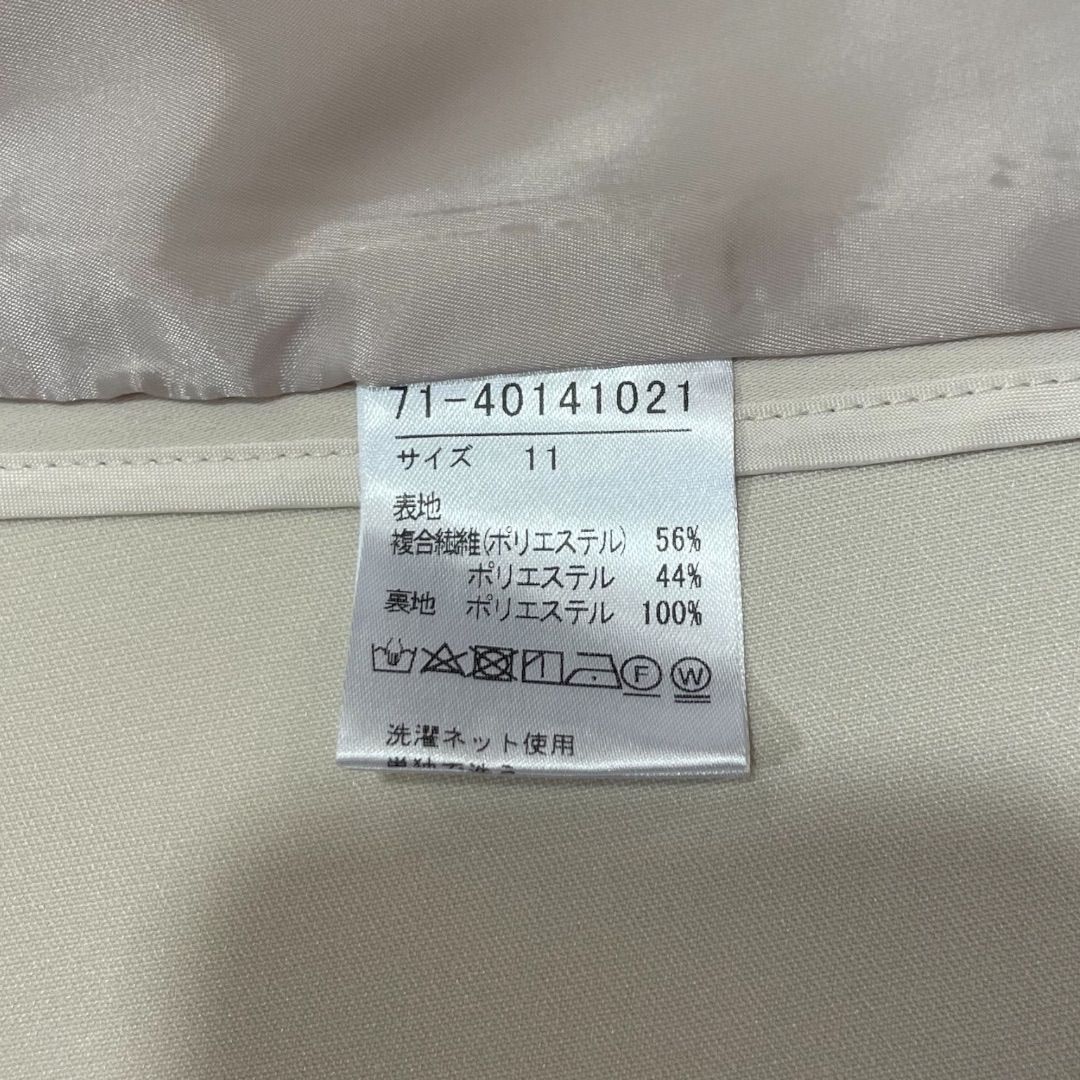 71-40141021
サイズ 11
表地
複合繊維(ポリエステル) 56%
ポリエステル 44%
裏地 ポリエステル 100%
F W
洗濯ネット使用